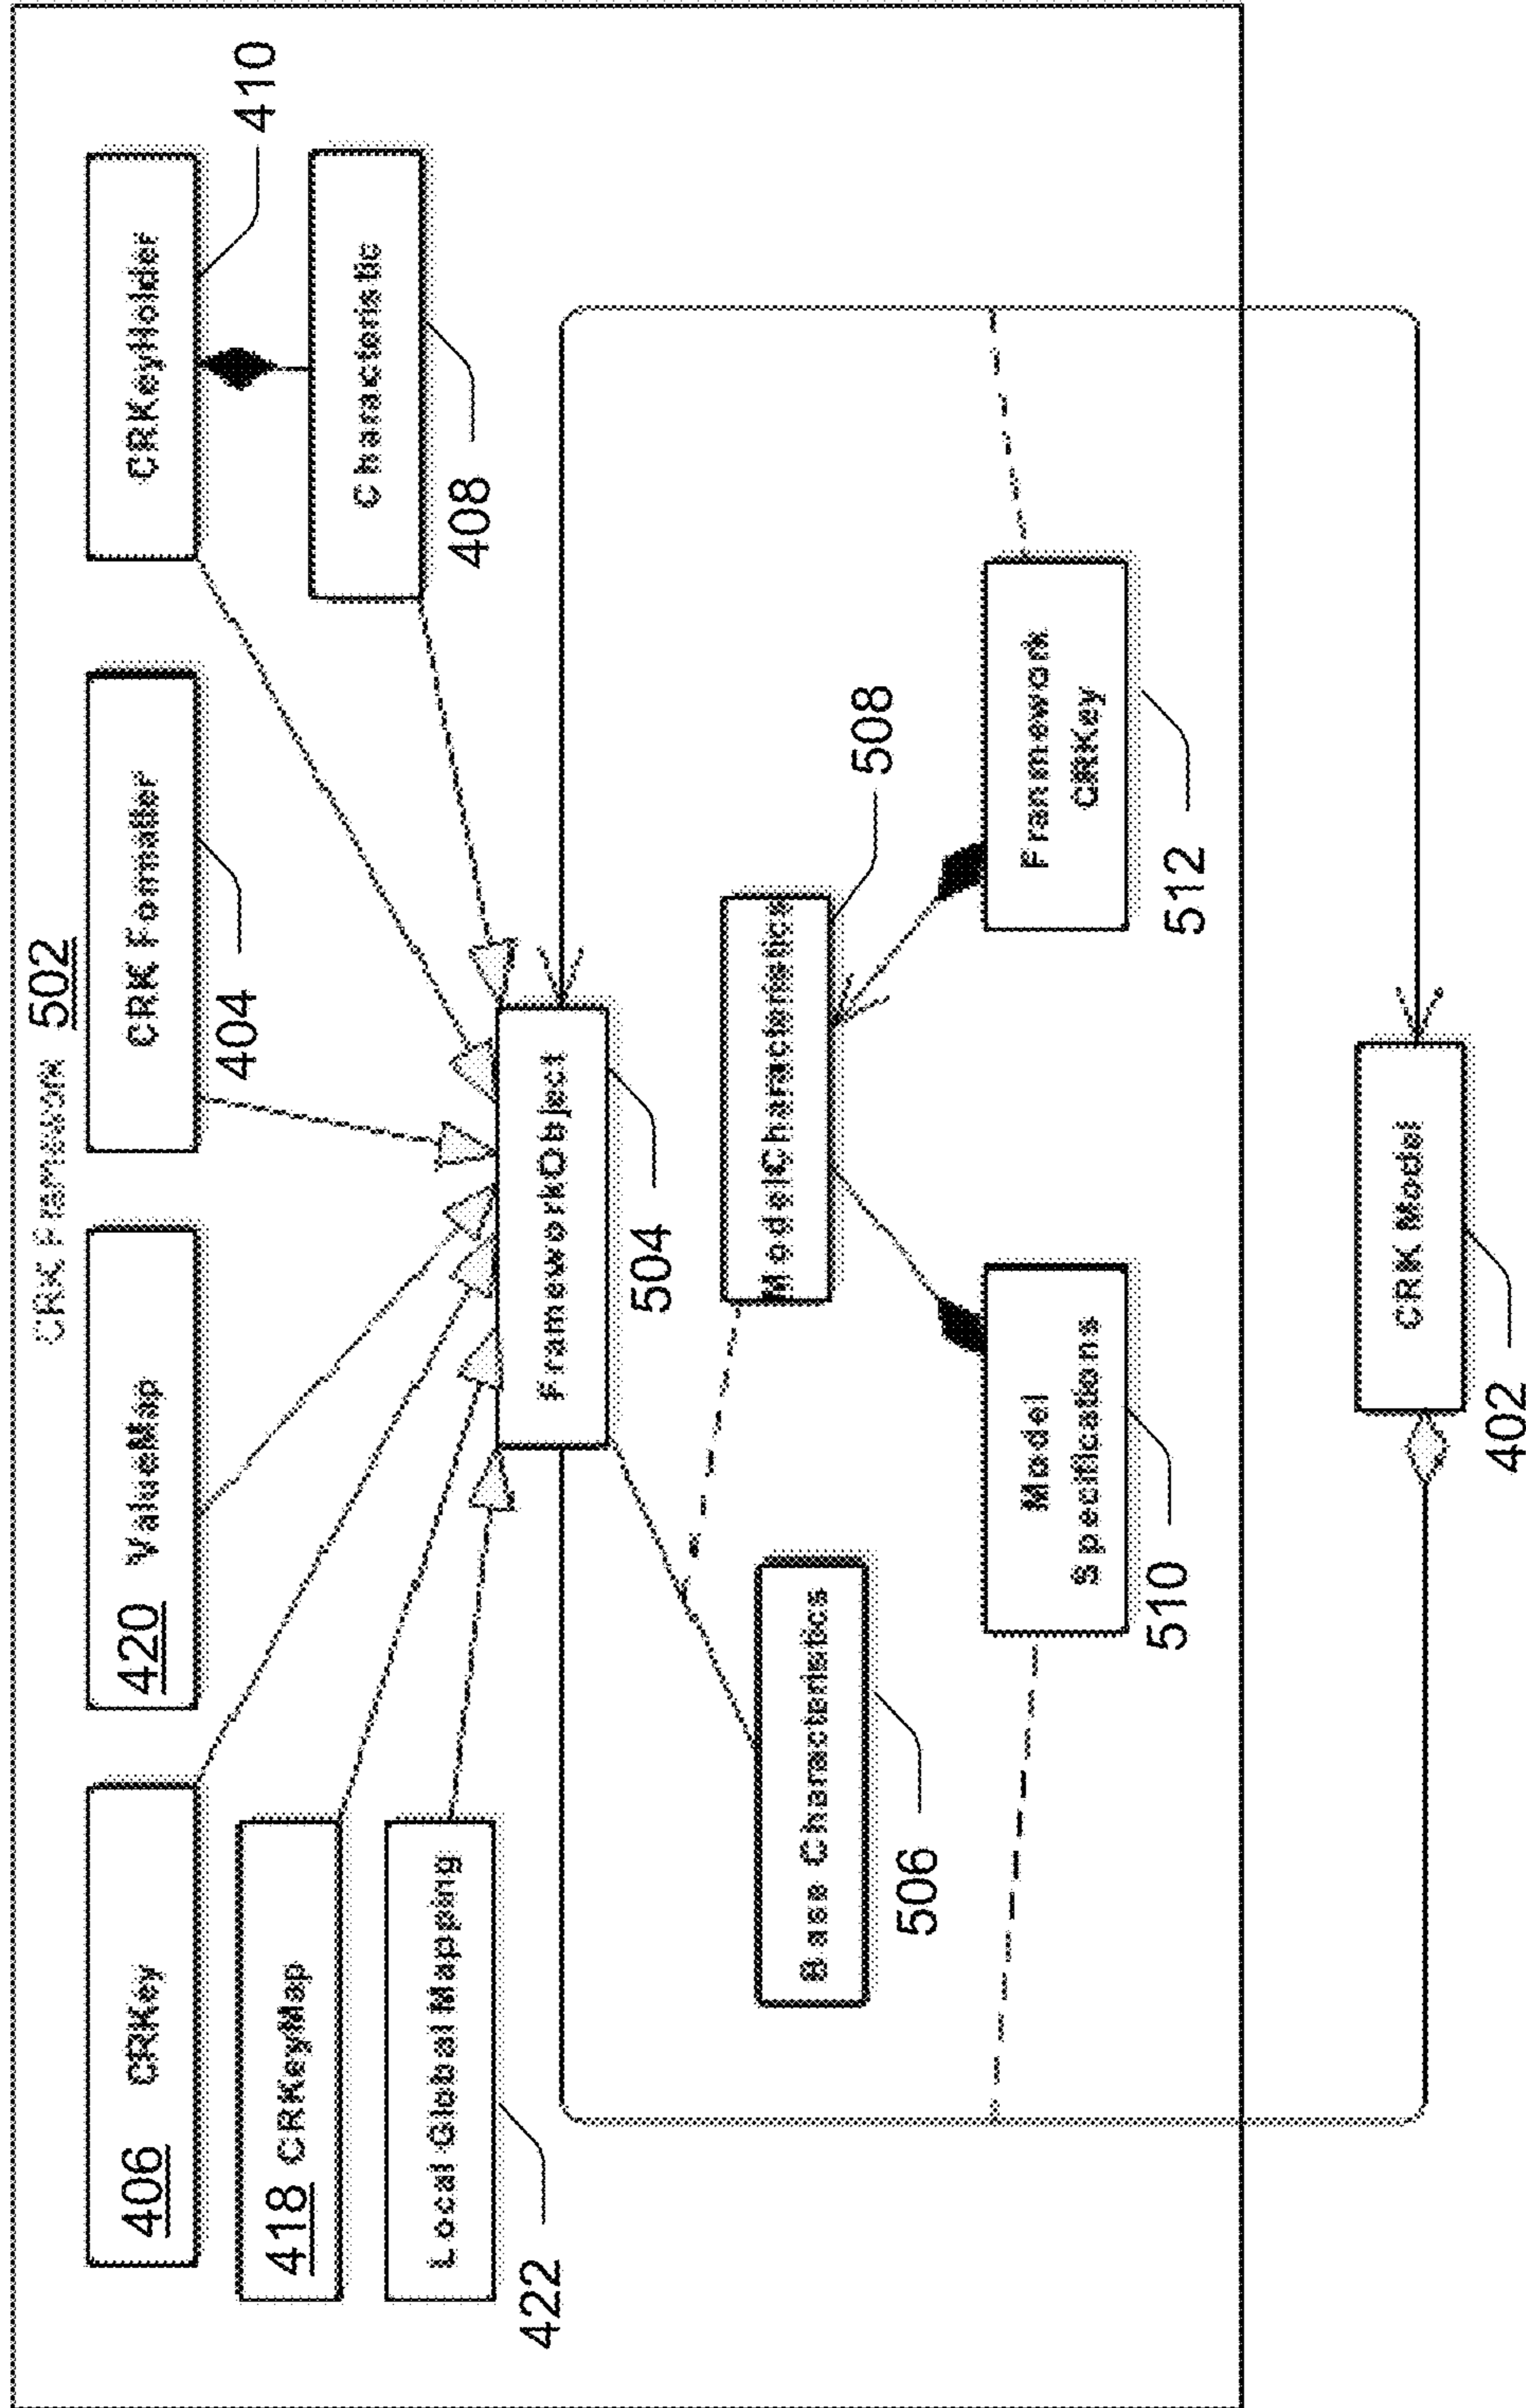 CRK Framework 502
406 CRKey
420 ValueMap
CRK Formatter
404
CRKeyHolder
410
418 CRKeyMap
Characteristic
408
Local Global Mapping
422
FrameworkObject
504
ModelCharacteristics
508
Base Characteristics
506
Model
Specifications
510
Framework
CRKey
512
CRK Model
402